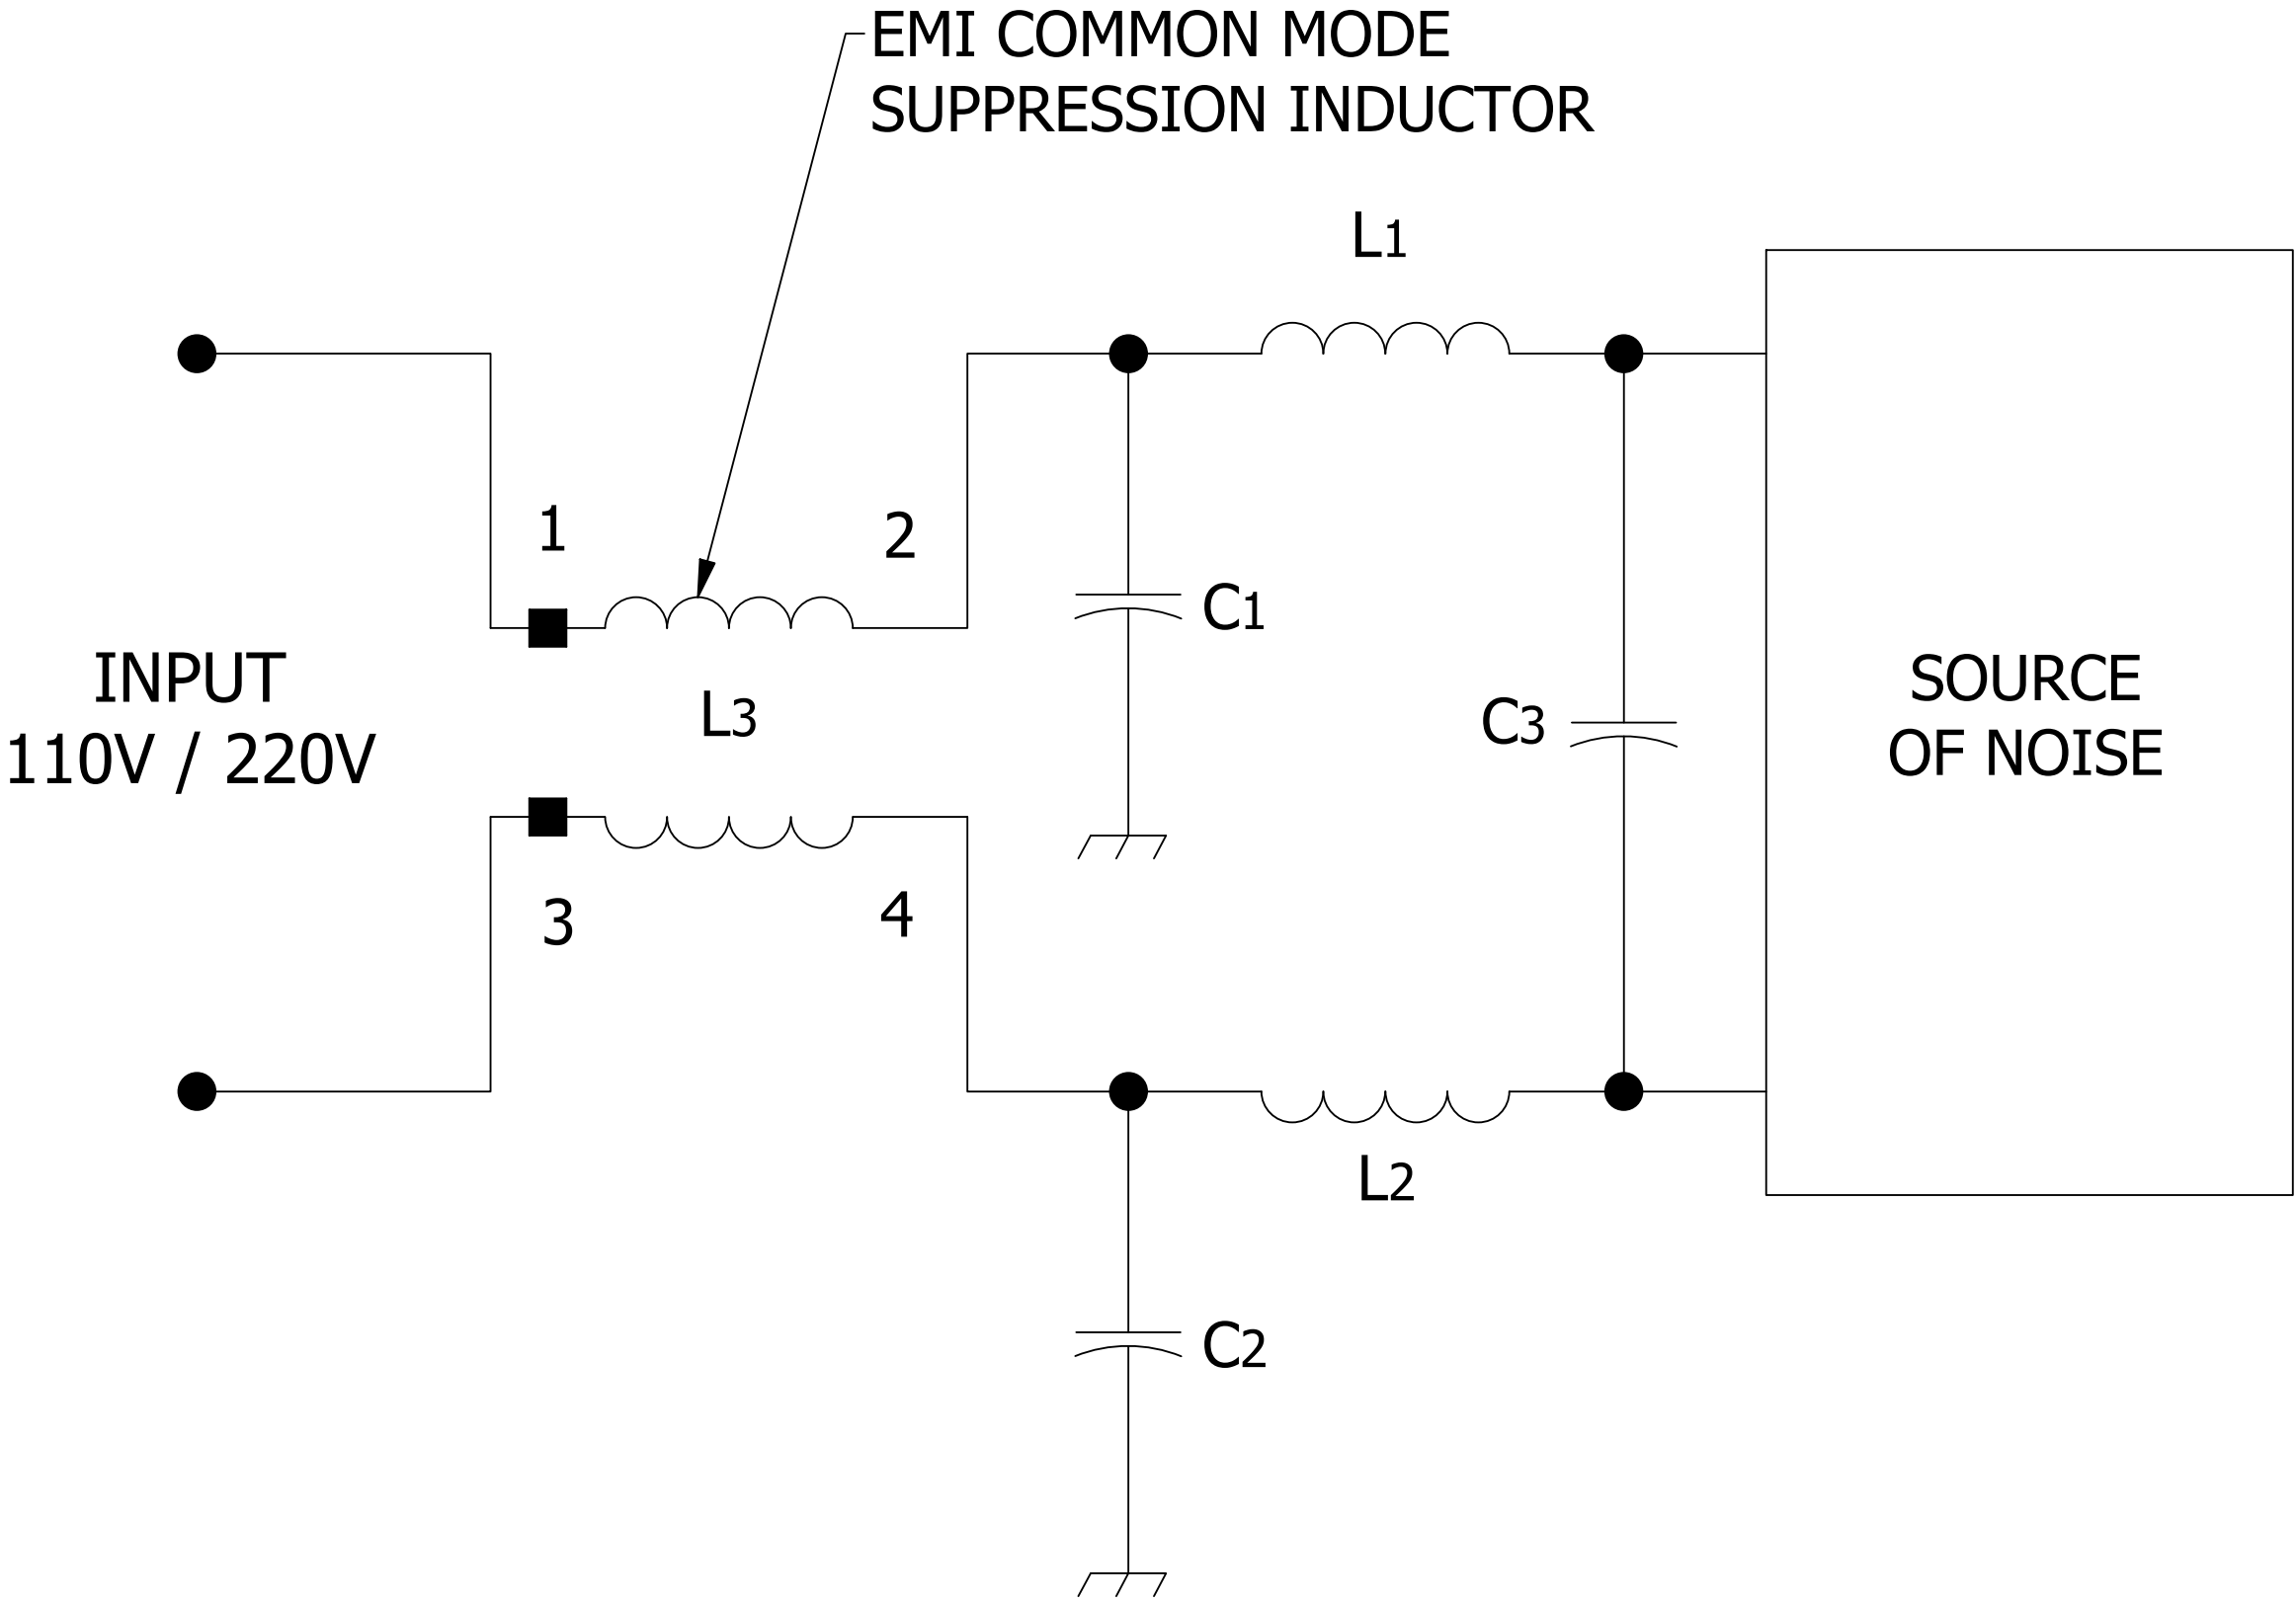 EMI COMMON MODE
SUPPRESSION INDUCTOR
L1
1
2
C1
INPUT
110V / 220V
L3
C3
SOURCE
OF NOISE
3
4
L2
C2